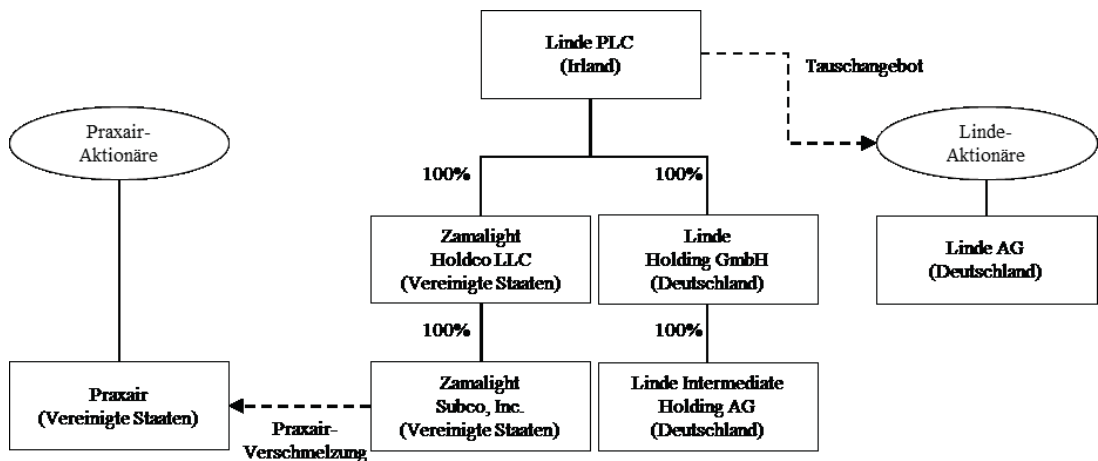 Linde PLC
(Irland)
Tauschangebot
Praxair-
Aktionäre
Linde-
Aktionäre
100%
100%
Zamalight
Holdco LLC
(Vereinigte Staaten)
Linde
Holding GmbH
(Deutschland)
Linde AG
(Deutschland)
100%
100%
Praxair
(Vereinigte Staaten)
Zamalight
Subco, Inc.
(Vereinigte Staaten)
Linde Intermediate
Holding AG
(Deutschland)
Praxair-
Verschmelzung